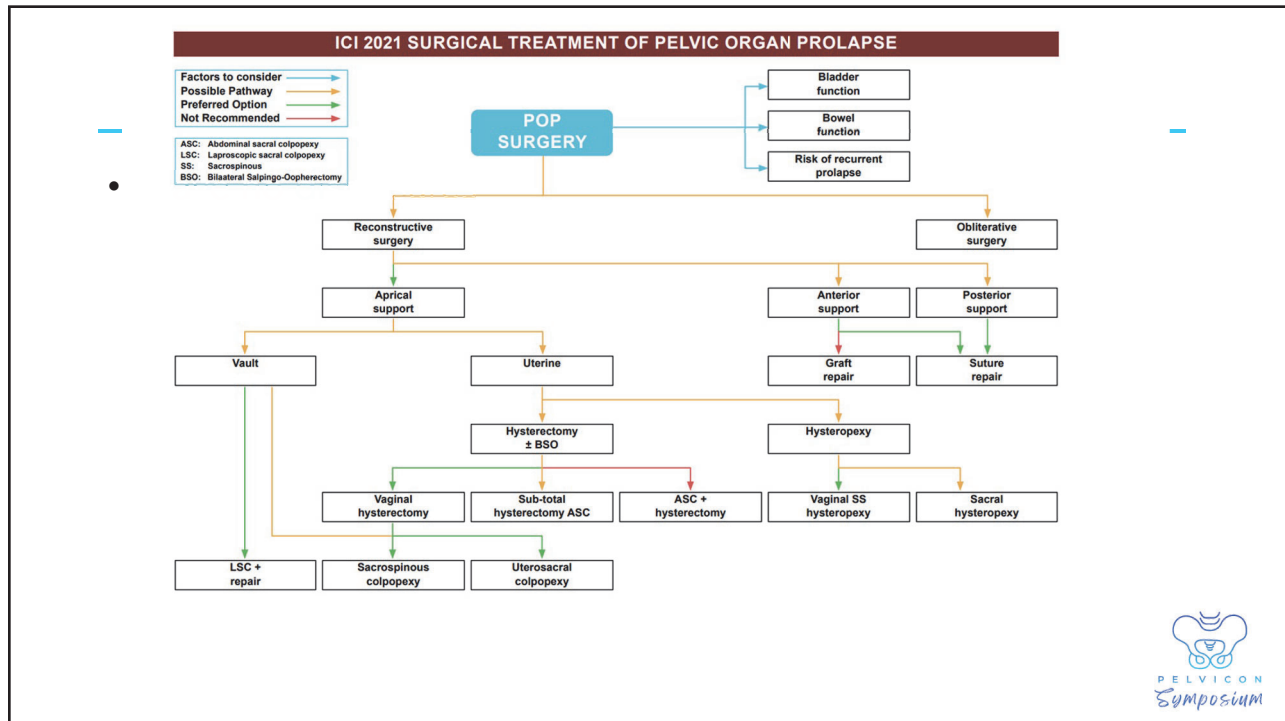 ICI 2021 SURGICAL TREATMENT OF PELVIC ORGAN PROLAPSE
Factors to consider
Possible Pathway
Preferred Option
Not Recommended
ASC: Abdominal sacral colpopexy
LSC: Laproscopic sacral colpopexy
SS: Sacrospinous
BSO: Bilaateral Salpingo-Oopherectomy
POP
SURGERY
Bladder
function
Bowel
function
Risk of recurrent
prolapse
Reconstructive
surgery
Obliterative
surgery
Aprical
support
Anterior
support
Posterior
support
Vault
Uterine
Graft
repair
Suture
repair
Hysterectomy
± BSO
Hysteropexy
Vaginal
hysterectomy
Sub-total
hysterectomy ASC
ASC +
hysterectomy
Vaginal SS
hysteropexy
Sacral
hysteropexy
LSC +
repair
Sacrospinous
colpopexy
Uterosacral
colpopexy
PELVICON
Symposium